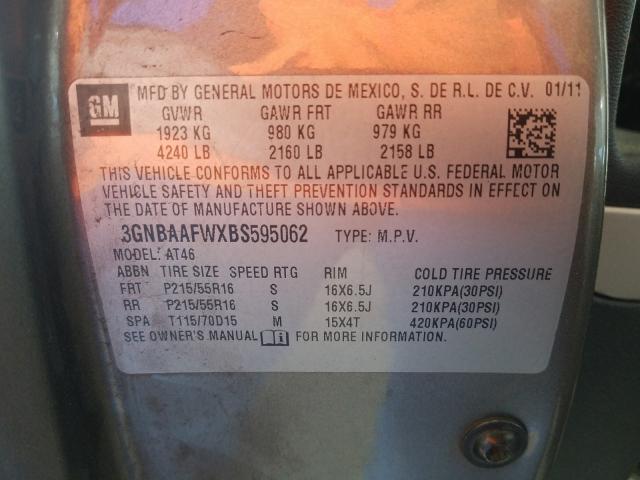 GM MFD BY GENERAL MOTORS DE MEXICO, S. DE R.L. DE C.V. 01/11
GVWR GAWR FRT GAWR RR
1923 KG 980 KG 979 KG
4240 LB 2160 LB 2158 LB
THIS VEHICLE CONFORMS TO ALL APPLICABLE U.S. FEDERAL MOTOR
VEHICLE SAFETY AND THEFT PREVENTION STANDARDS IN EFFECT ON
THE DATE OF MANUFACTURE SHOWN ABOVE.
3GNBAAFWXBS595062 TYPE: M.P.V.
MODEL: AT46
ABBN TIRE SIZE SPEED RTG RIM COLD TIRE PRESSURE
FRT P215/55R16 S 16X6.5J 210KPA(30PSI)
RR P215/55R16 S 16X6.5J 210KPA(30PSI)
SPA T115/70D15 M 15X4T 420KPA(60PSI)
SEE OWNER'S MANUAL FOR MORE INFORMATION.